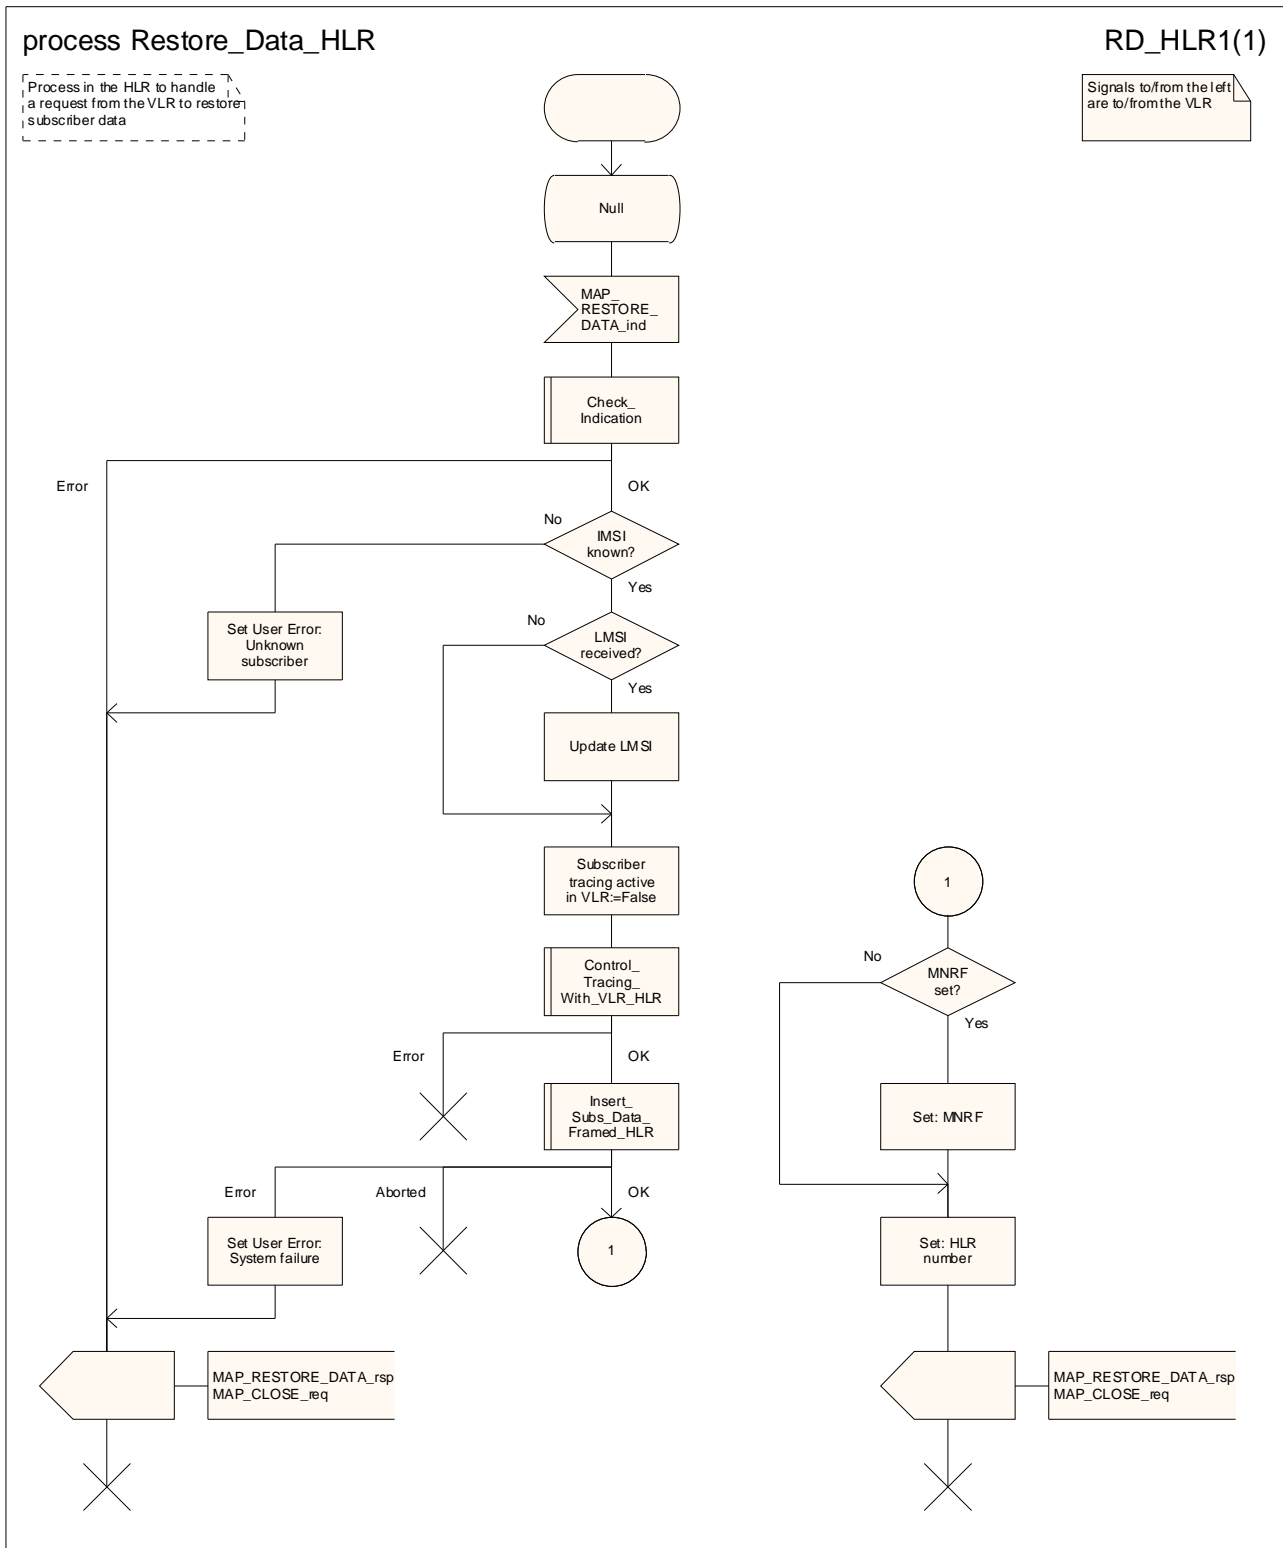 process Restore_Data_HLR
RD_HLR1(1)
Process in the HLR to handle
a request from the VLR to restore
subscriber data
Signals to/from the left
are to/from the VLR
Null
MAP_
RESTORE_
DATA_ind
Check_
Indication
Error
OK
No
IMSI
known?
Yes
Set User Error:
Unknown
subscriber
No
LMSI
received?
Yes
Update LMSI
Subscriber
tracing active
in VLR:=False
Control_
Tracing_
With_VLR_HLR
Error
OK
Insert_
Subs_Data_
Framed_HLR
Error
Aborted
OK
Set User Error:
System failure
1
MAP_RESTORE_DATA_rsp
MAP_CLOSE_req
1
No
MNRF
set?
Yes
Set: MNRF
Set: HLR
number
MAP_RESTORE_DATA_rsp
MAP_CLOSE_req